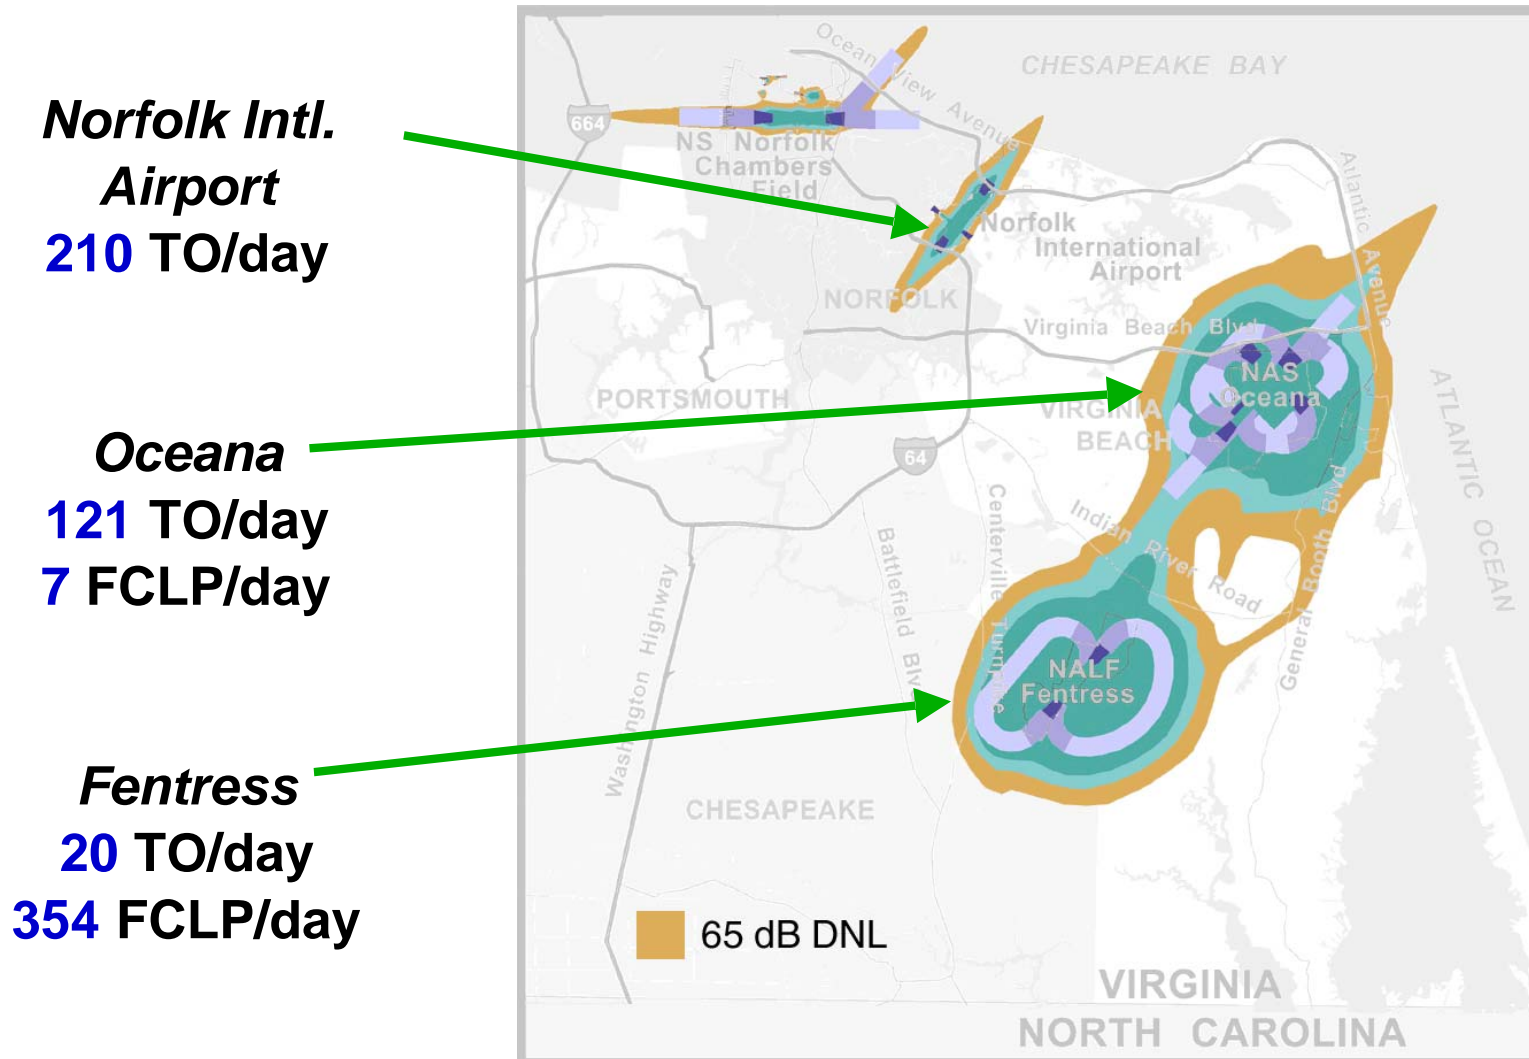 Norfolk Intl.
Airport
210 TO/day
Oceana
121 TO/day
7 FCLP/day
Fentress
20 TO/day
354 FCLP/day
Ocean View Avenue
CHESAPEAKE BAY
664
NS Norfolk
Chambers
Field
Norfolk
International
Airport
Atlantic Avenue
NORFOLK
Virginia Beach Blvd
PORTSMOUTH
NAS
Oceana
VIRGINIA
BEACH
ATLANTIC OCEAN
64
Centerville Turnpike
Indian River Road
General Booth Blvd
Battlefield Blvd
Washington Highway
NALF
Fentress
CHESAPEAKE
65 dB DNL
VIRGINIA
NORTH CAROLINA